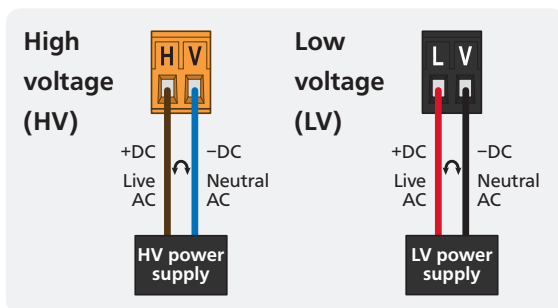 High
voltage
(HV)
H V
+DC
–DC
Live
AC
Neutral
AC
HV power
supply
Low
voltage
(LV)
L V
+DC
–DC
Live
AC
Neutral
AC
LV power
supply